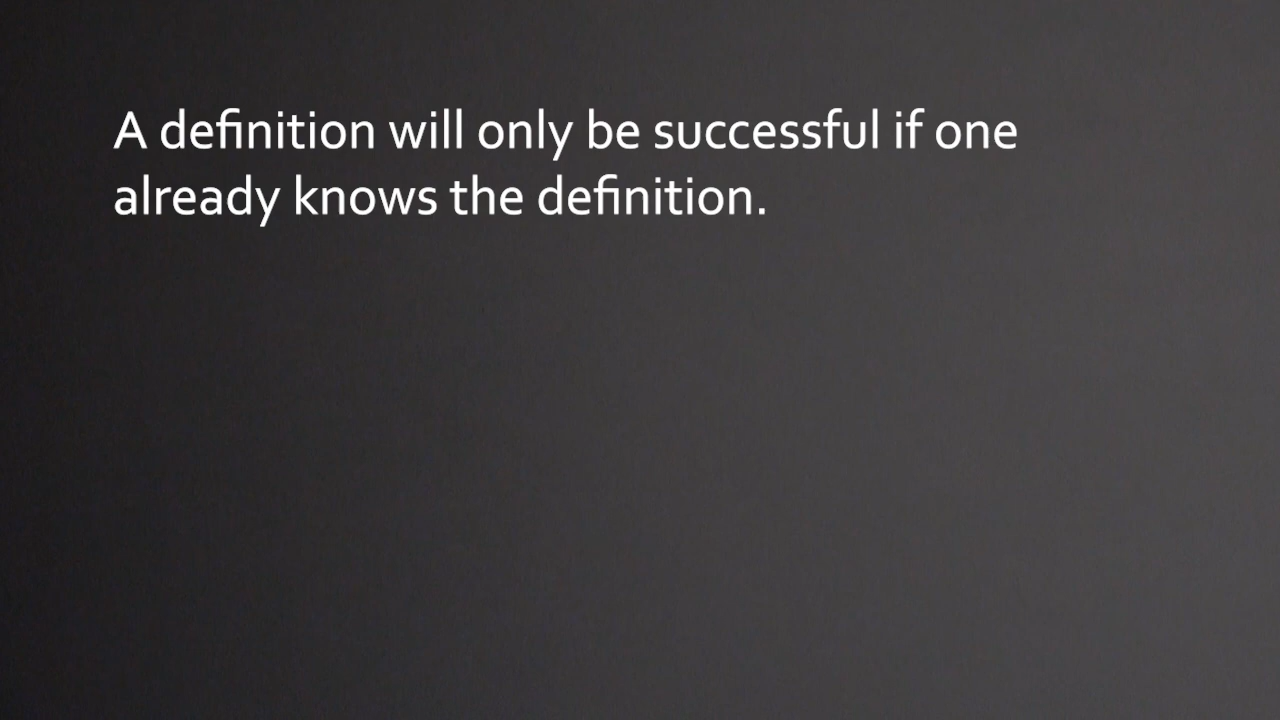 A definition will only be successful if one
already knows the definition.